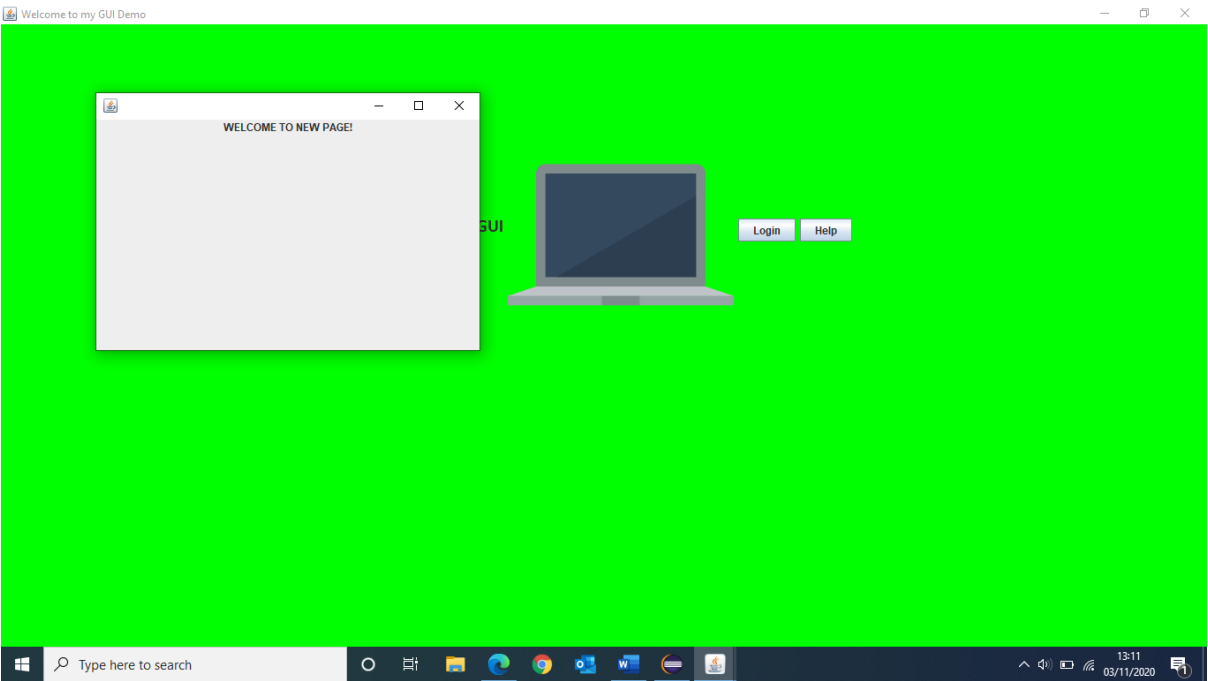 Welcome to my GUI Demo
WELCOME TO NEW PAGE!
GUI
Login Help
Type here to search
13:11
03/11/2020
1